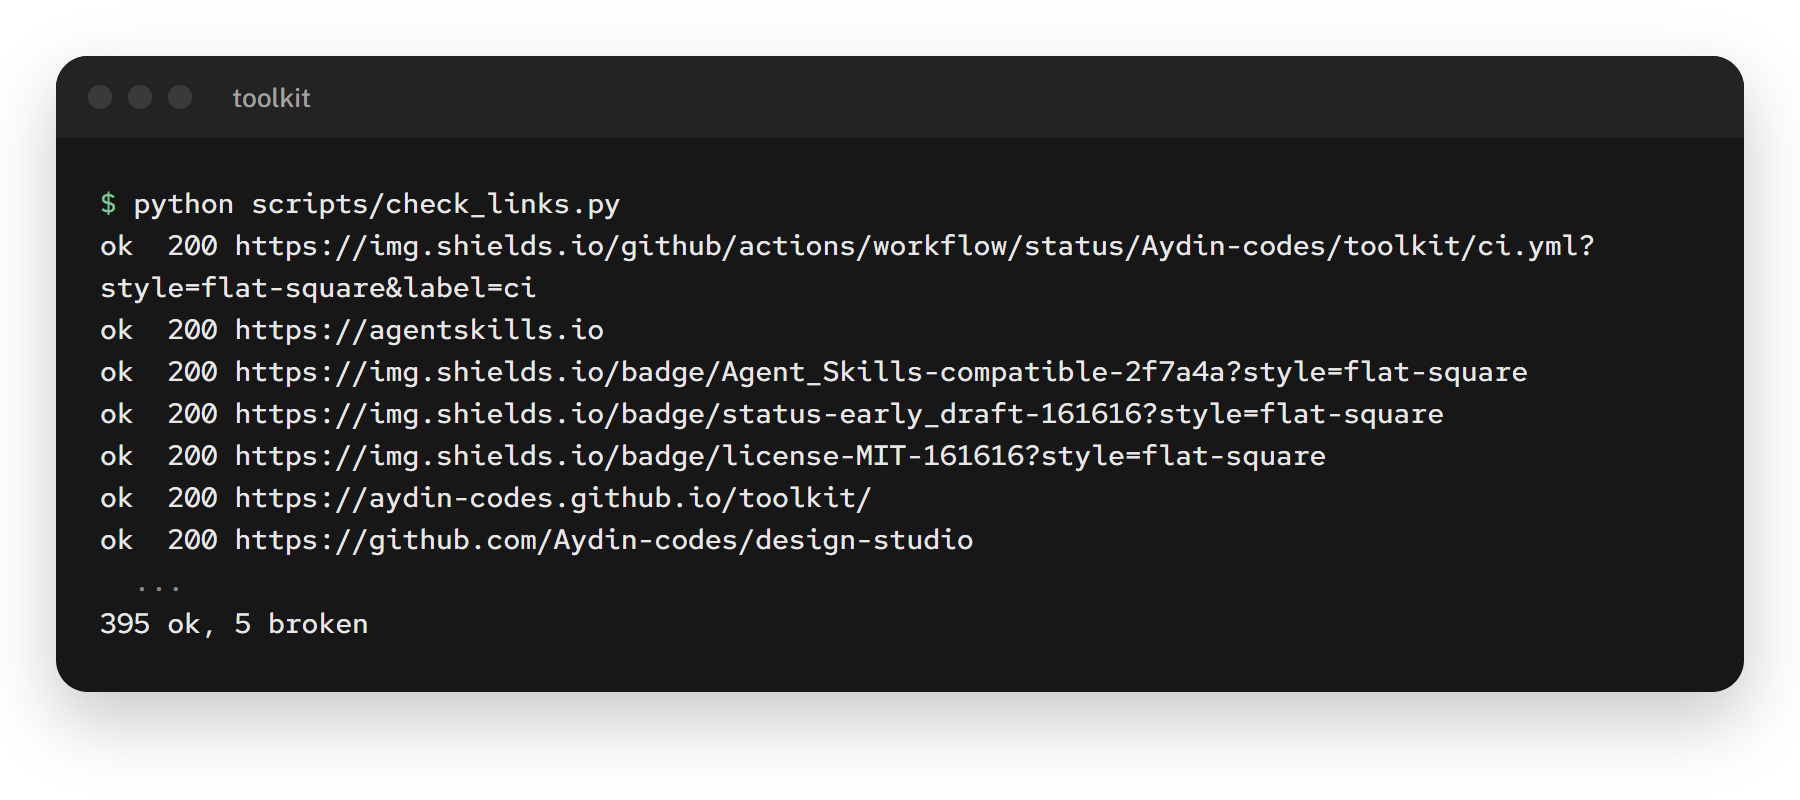 toolkit
$ python scripts/check_links.py
ok  200 https://img.shields.io/github/actions/workflow/status/Aydin-codes/toolkit/ci.yml?
style=flat-square&label=ci
ok  200 https://agentskills.io
ok  200 https://img.shields.io/badge/Agent_Skills-compatible-2f7a4a?style=flat-square
ok  200 https://img.shields.io/badge/status-early_draft-161616?style=flat-square
ok  200 https://img.shields.io/badge/license-MIT-161616?style=flat-square
ok  200 https://aydin-codes.github.io/toolkit/
ok  200 https://github.com/Aydin-codes/design-studio
...
395 ok, 5 broken